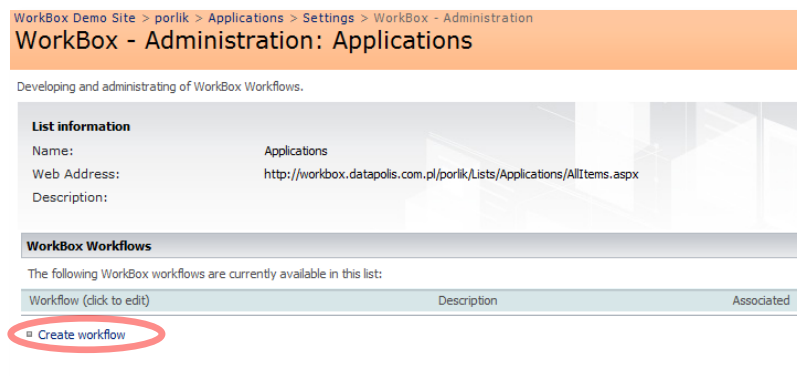 WorkBox Demo Site > porlik > Applications > Settings > WorkBox - Administration
WorkBox - Administration: Applications
Developing and administrating of WorkBox Workflows.
List information
Name: Applications
Web Address: http://workbox.datapolis.com.pl/porlik/Lists/Applications/AllItems.aspx
Description:
WorkBox Workflows
The following WorkBox workflows are currently available in this list:
Workflow (click to edit) Description Associated
Create workflow